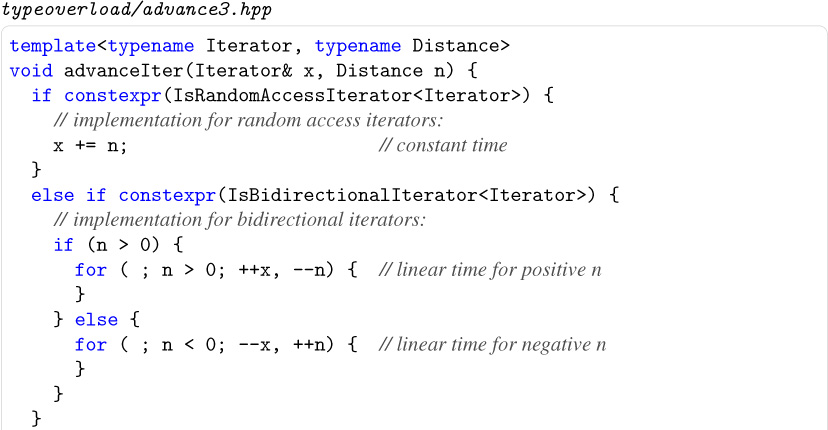 typeoverload/advance3.hpp
template<typename Iterator, typename Distance>
void advanceIter(Iterator& x, Distance n) {
  if constexpr(IsRandomAccessIterator<Iterator>) {
    // implementation for random access iterators:
    x += n;                       // constant time
  }
  else if constexpr(IsBidirectionalIterator<Iterator>) {
    // implementation for bidirectional iterators:
    if (n > 0) {
      for ( ; n > 0; ++x, --n) {  // linear time for positive n
      }
    } else {
      for ( ; n < 0; --x, ++n) {  // linear time for negative n
      }
    }
  }